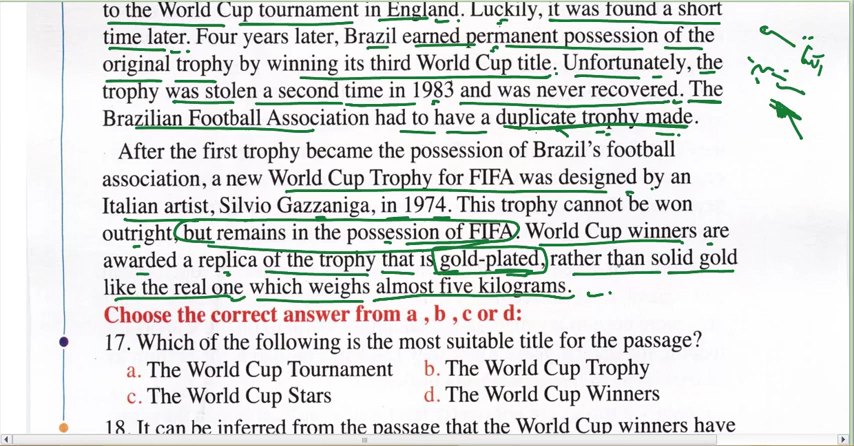 to the World Cup tournament in England. Luckily, it was found a short
time later. Four years later, Brazil earned permanent possession of the
original trophy by winning its third World Cup title. Unfortunately, the
trophy was stolen a second time in 1983 and was never recovered. The
Brazilian Football Association had to have a duplicate trophy made.
After the first trophy became the possession of Brazil's football
association, a new World Cup Trophy for FIFA was designed by an
Italian artist, Silvio Gazzaniga, in 1974. This trophy cannot be won
outright, but remains in the possession of FIFA. World Cup winners are
awarded a replica of the trophy that is gold-plated, rather than solid gold
like the real one which weighs almost five kilograms.
Choose the correct answer from a , b , c or d:
17. Which of the following is the most suitable title for the passage?
a. The World Cup Tournament b. The World Cup Trophy
c. The World Cup Stars d. The World Cup Winners
18. It can be inferred from the passage that the World Cup winners have